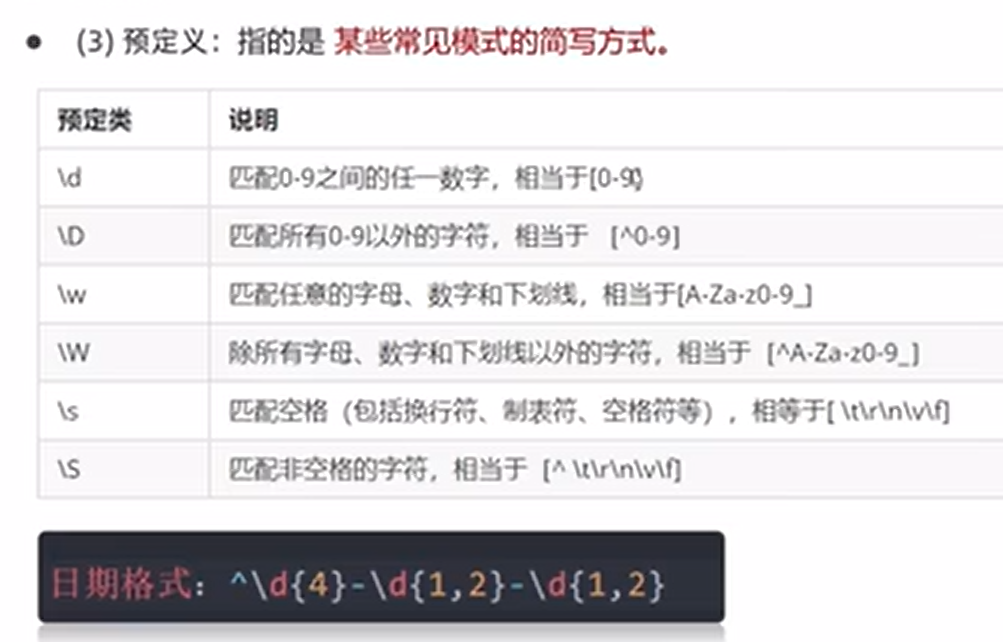 ● (3) 预定义：指的是 某些常见模式的简写方式。
预定类 说明
\d 匹配0-9之间的任一数字，相当于[0-9]
\D 匹配所有0-9以外的字符，相当于 [^0-9]
\w 匹配任意的字母、数字和下划线，相当于[A-Za-z0-9_]
\W 除所有字母、数字和下划线以外的字符，相当于 [^A-Za-z0-9_]
\s 匹配空格（包括换行符、制表符、空格符等），相等于[ \t\r\n\v\f]
\S 匹配非空格的字符，相当于 [^ \t\r\n\v\f]
日期格式：^\d{4}-\d{1,2}-\d{1,2}